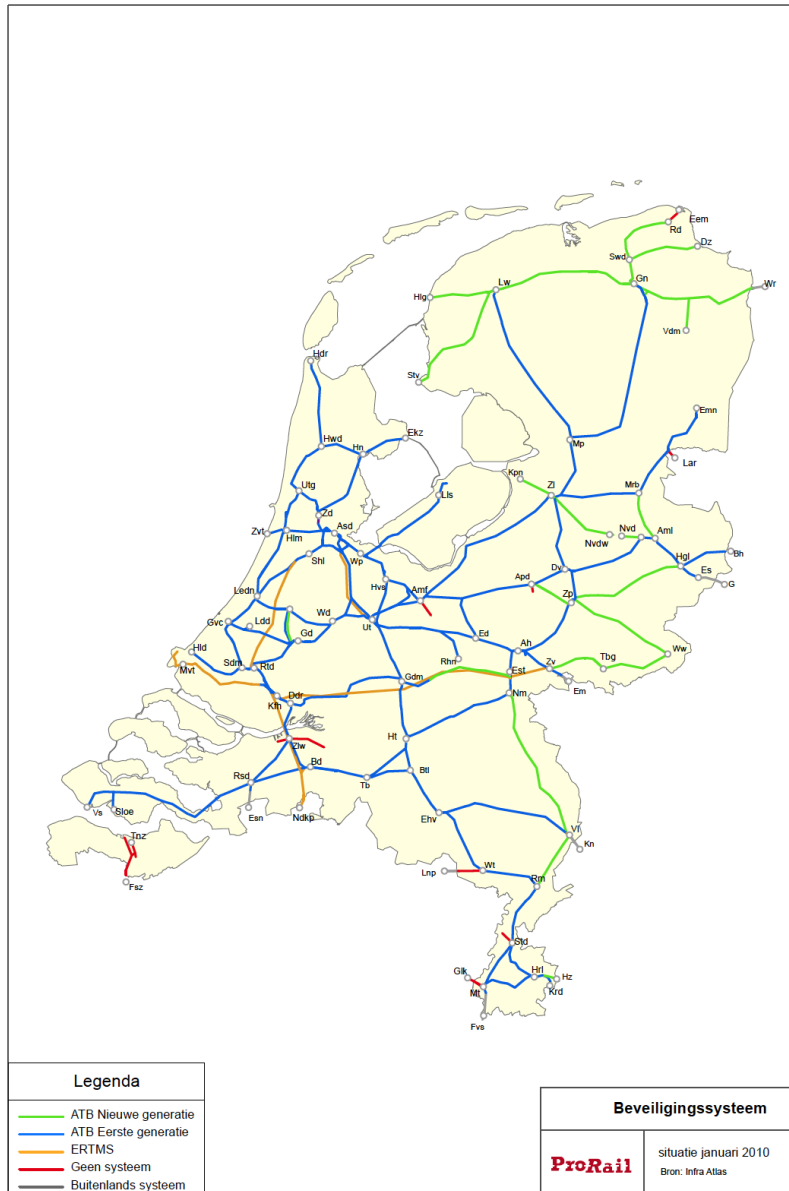 Eem
Rd
Dz
Swd
Gn
Wr
Lw
Hlg
Vdm
Hdr
Stv
Emn
Hwd
Ekz
Hn
Mp
Lar
Kpn
Zl
Mrb
Utg
Lls
Zd
Asd
Nvd
Aml
Zvt
Hlm
Nvdw
Shl
Wp
Hgl
Bh
Dv
Es
G
Ledn
Hvs
Amf
Apd
Zp
Gvc
Ldd
Wd
Ut
Gd
Ed
Ah
Hld
Rhn
Ww
Sdm
Rtd
Est
Zv
Tbg
Mvt
Gdm
Em
Ddr
Nm
Kfh
Zlw
Ht
Rsd
Bd
Btl
Tb
Vs
Sloe
Esn
Ndkp
Ehv
Vl
Tnz
Kn
Lnp
Wt
Fsz
Rm
Std
Glk
Hrl
Hz
Mt
Krd
Fvs
Legenda
ATB Nieuwe generatie
ATB Eerste generatie
ERTMS
Geen systeem
Buitenlands systeem
Beveiligingssysteem
ProRail
situatie januari 2010
Bron: Infra Atlas